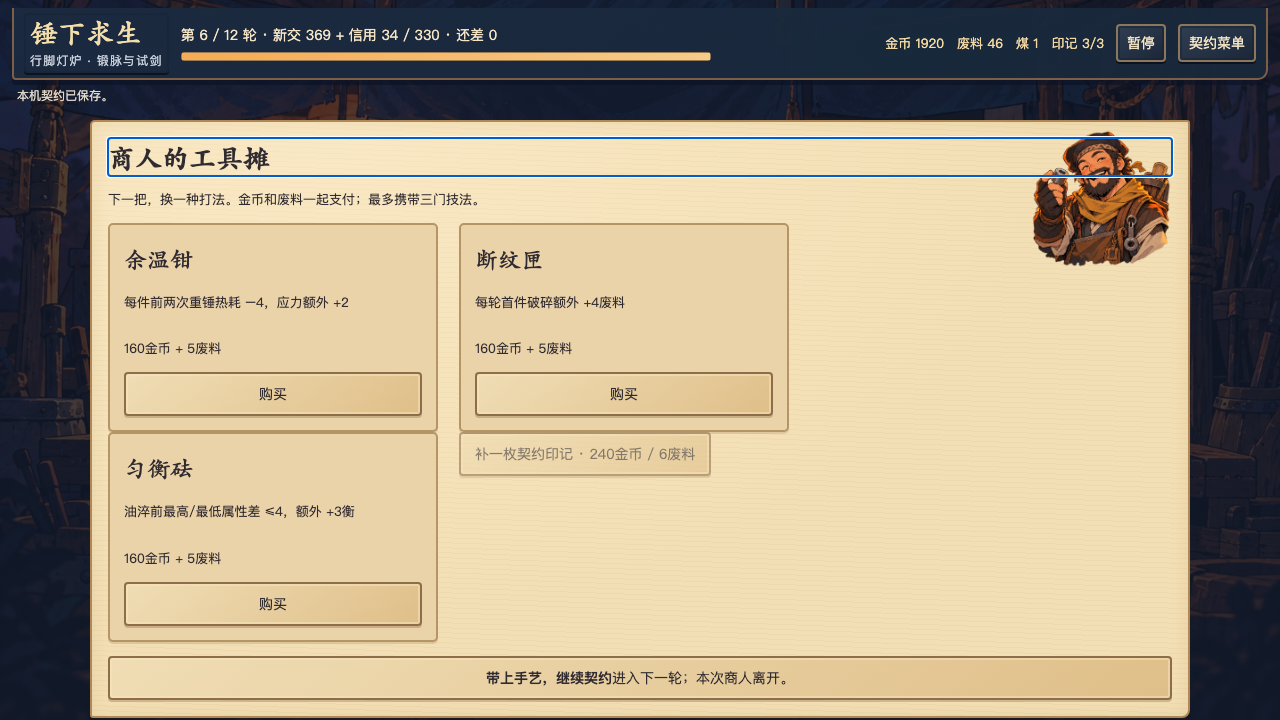 锤下求生
行脚灯炉 · 锻脉与试剑
第 6 / 12 轮 · 新交 369 + 信用 34 / 330 · 还差 0
金币 1920 废料 46 煤 1 印记 3/3
暂停
契约菜单
本机契约已保存。
商人的工具摊
下一把，换一种打法。金币和废料一起支付；最多携带三门技法。
余温钳
每件前两次重锤热耗 −4，应力额外 +2
160金币 + 5废料
购买
断纹匣
每轮首件破碎额外 +4废料
160金币 + 5废料
购买
匀衡砝
油淬前最高/最低属性差 ≤4，额外 +3衡
160金币 + 5废料
购买
补一枚契约印记 · 240金币 / 6废料
带上手艺，继续契约进入下一轮；本次商人离开。